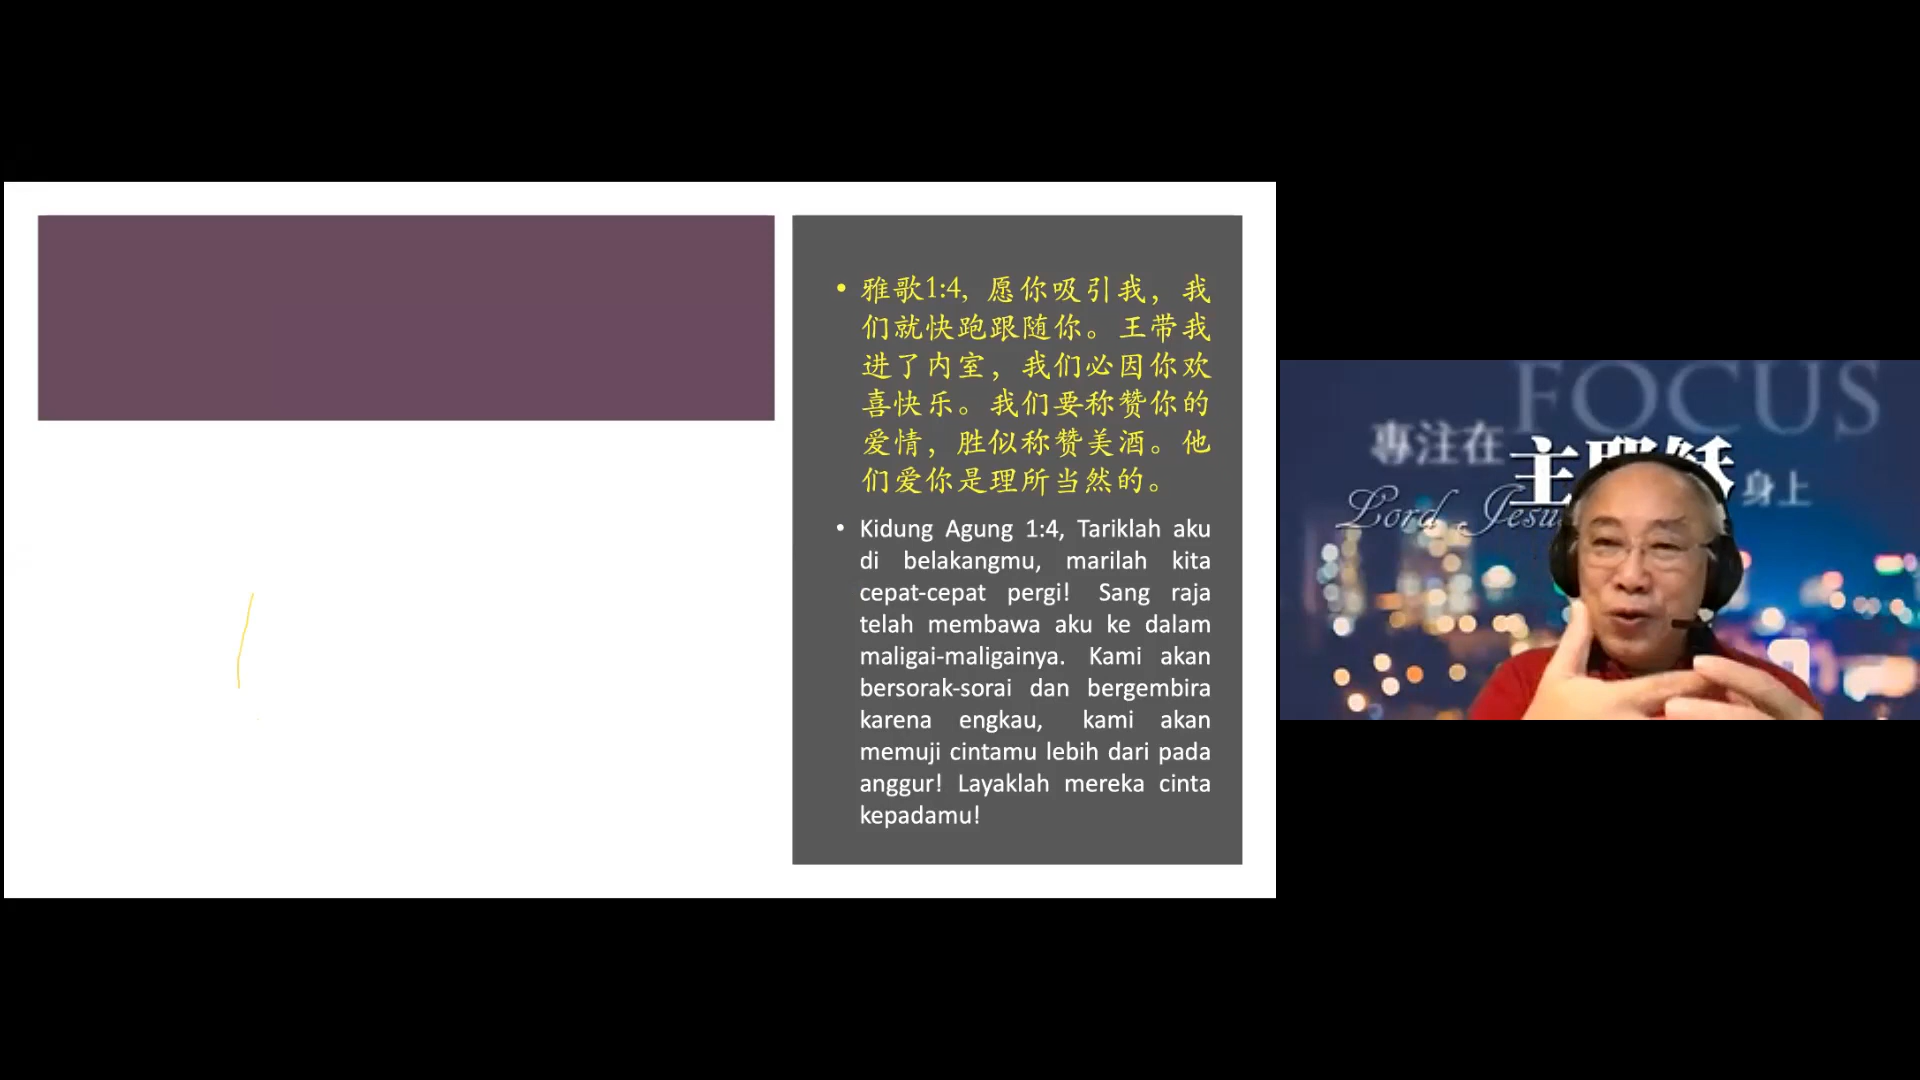 • 雅歌1:4, 愿你吸引我，我
们就快跑跟随你。王带我
进了内室，我们必因你欢
喜快乐。我们要称赞你的
爱情，胜似称赞美酒。他
们爱你是理所当然的。
• Kidung Agung 1:4, Tariklah aku
di belakangmu, marilah kita
cepat-cepat pergi! Sang raja
telah membawa aku ke dalam
maligai-maligainya. Kami akan
bersorak-sorai dan bergembira
karena engkau, kami akan
memuji cintamu lebih dari pada
anggur! Layaklah mereka cinta
kepadamu!
FOCUS
專注在
主
身上
Lord Jesus